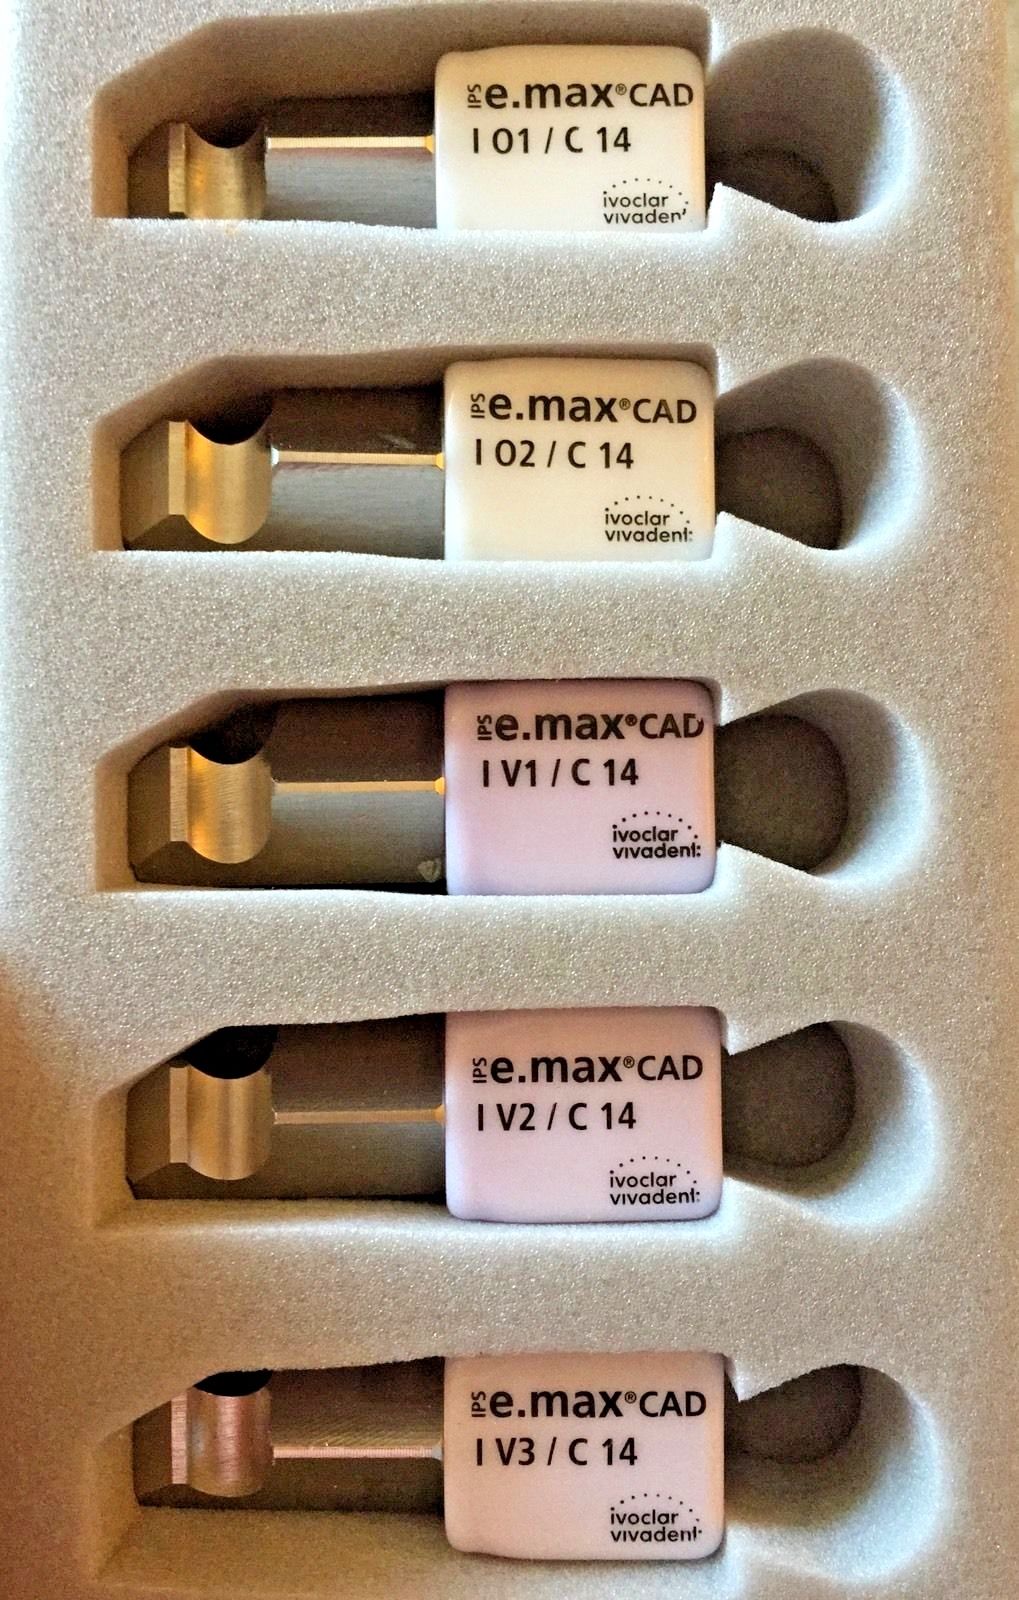 IPS e.max® CAD
I O1 / C 14
ivoclar
vivadent:
IPS e.max® CAD
I O2 / C 14
ivoclar
vivadent:
IPS e.max® CAD
I V1 / C 14
ivoclar
vivadent:
IPS e.max® CAD
I V2 / C 14
ivoclar
vivadent:
IPS e.max® CAD
I V3 / C 14
ivoclar
vivadent: